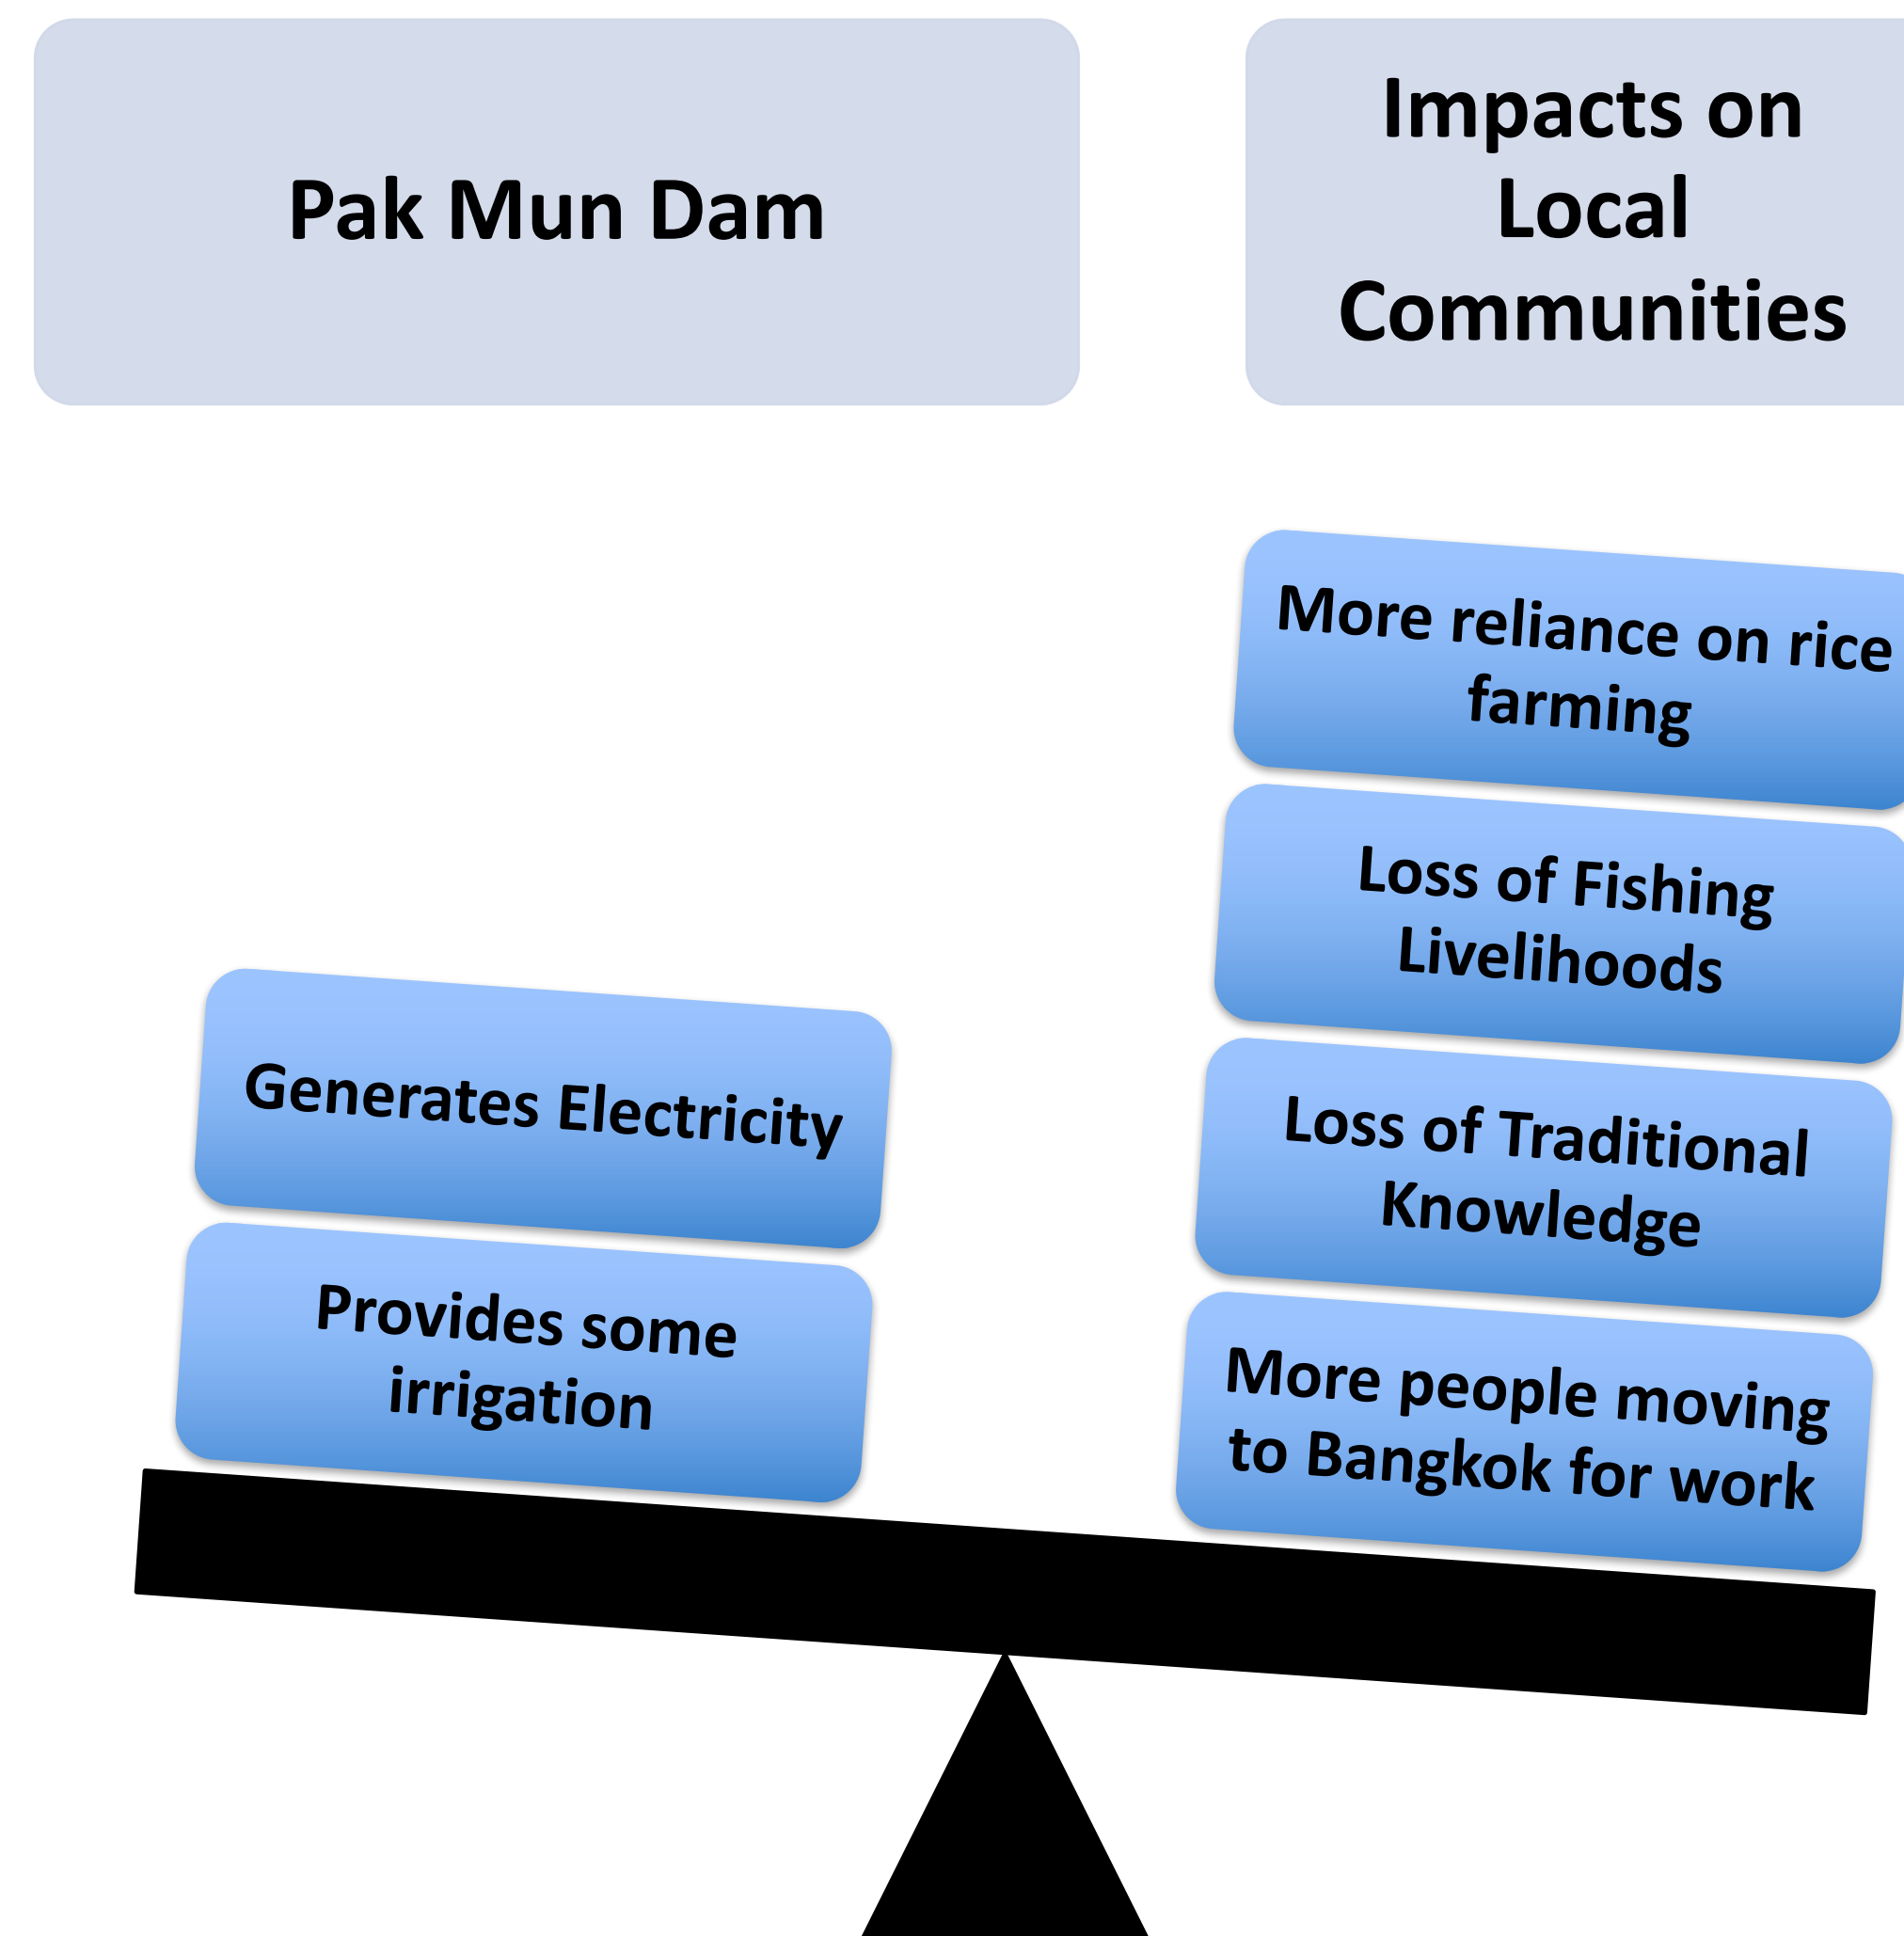 Pak Mun Dam
Impacts on
Local
Communities
Generates Electricity
Provides some
irrigation
More reliance on rice
farming
Loss of Fishing
Livelihoods
Loss of Traditional
Knowledge
More people moving
to Bangkok for work